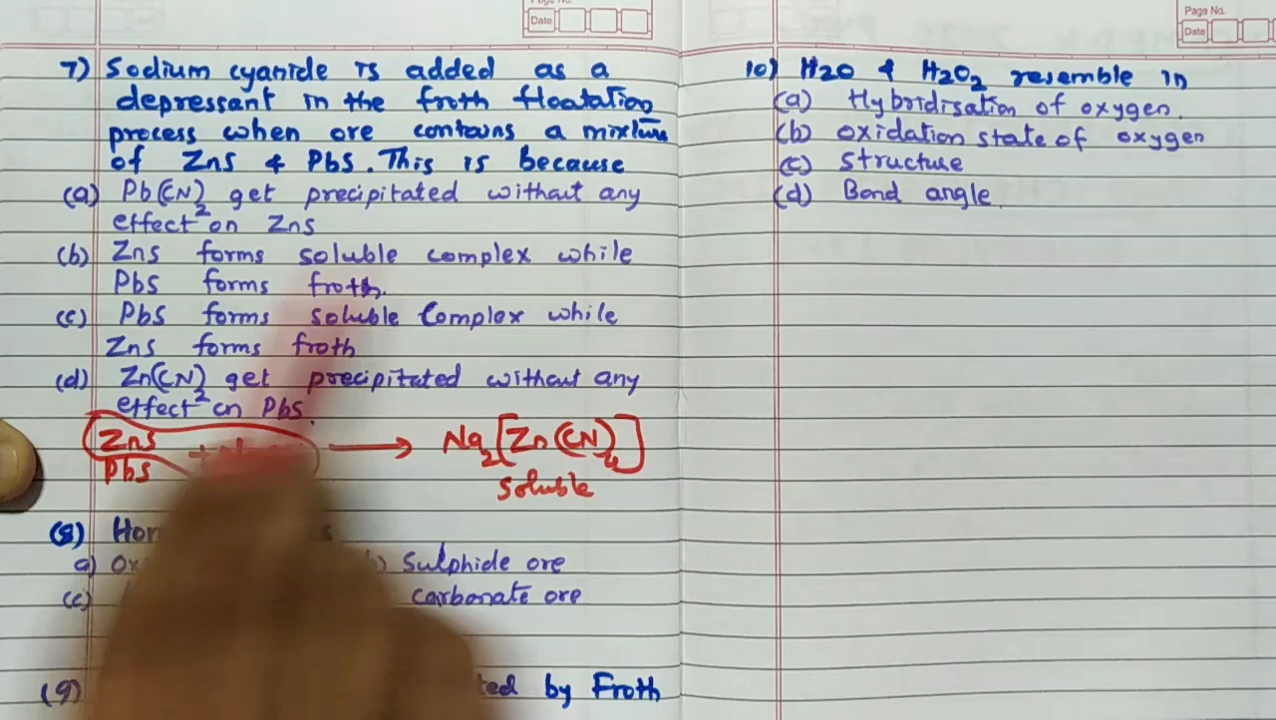 Page No.
Date
7) Sodium cyanide is added as a
depressant in the froth floatation
process when ore contains a mixture
of ZnS & PbS. This is because
(a) Pb(CN)2 get precipitated without any
effect on ZnS
(b) ZnS forms soluble complex while
PbS forms froth.
(c) PbS forms soluble Complex while
ZnS forms froth
(d) Zn(CN)2 get precipitated without any
effect on PbS.
ZnS + → Na2[Zn(CN)4]
PbS
soluble
(8)
a) b) Sulphide ore
(c) carbonate ore
(9) by Froth
Page No.
Date
10) H2O & H2O2 resemble in
(a) Hybridisation of oxygen.
(b) oxidation state of oxygen
(c) structure
(d) Bond angle.